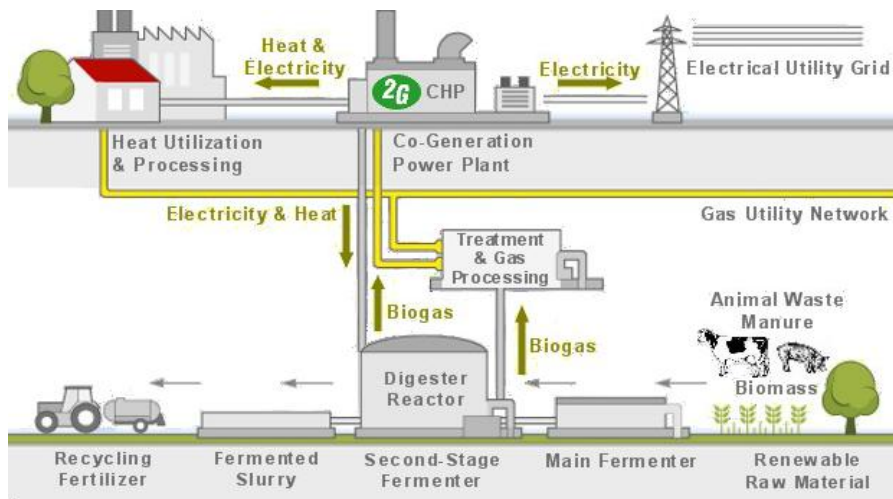 Heat &
Electricity
2G CHP
Electricity
Electrical Utility Grid
Heat Utilization
& Processing
Co-Generation
Power Plant
Electricity & Heat
Gas Utility Network
Treatment
& Gas
Processing
Biogas
Biogas
Animal Waste
Manure
Biomass
Digester
Reactor
Recycling
Fertilizer
Fermented
Slurry
Second-Stage
Fermenter
Main Fermenter
Renewable
Raw Material